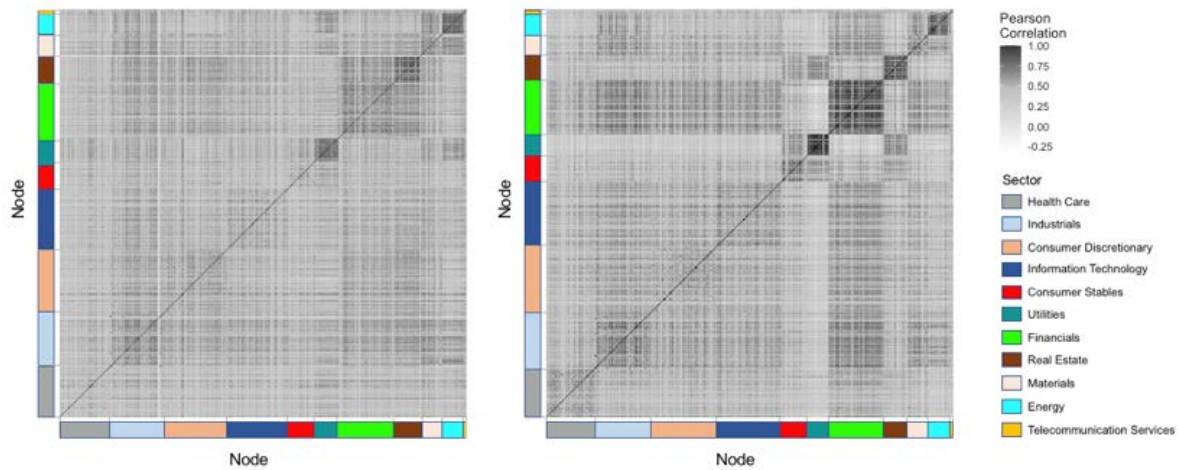 Node
Node
Node
Node
Pearson
Correlation
1.00
0.75
0.50
0.25
0.00
-0.25
Sector
Health Care
Industrials
Consumer Discretionary
Information Technology
Consumer Stables
Utilities
Financials
Real Estate
Materials
Energy
Telecommunication Services